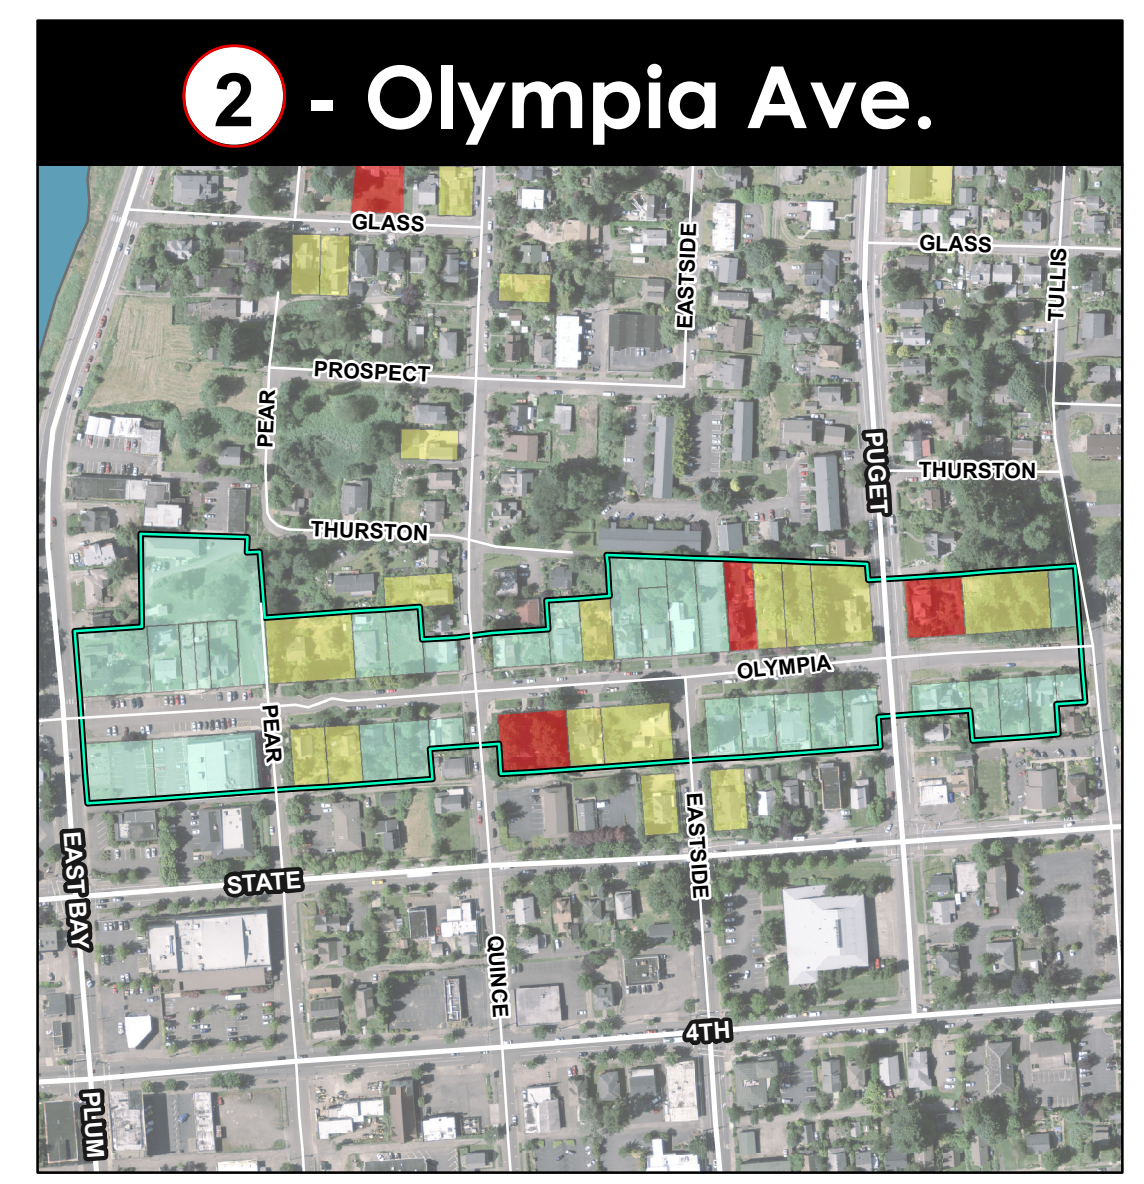 2 - Olympia Ave.
GLASS
GLASS
EASTSIDE
TULLIS
PROSPECT
PEAR
PUGET
THURSTON
THURSTON
OLYMPIA
PEAR
EASTSIDE
EAST BAY
STATE
QUINCE
4TH
PLUM